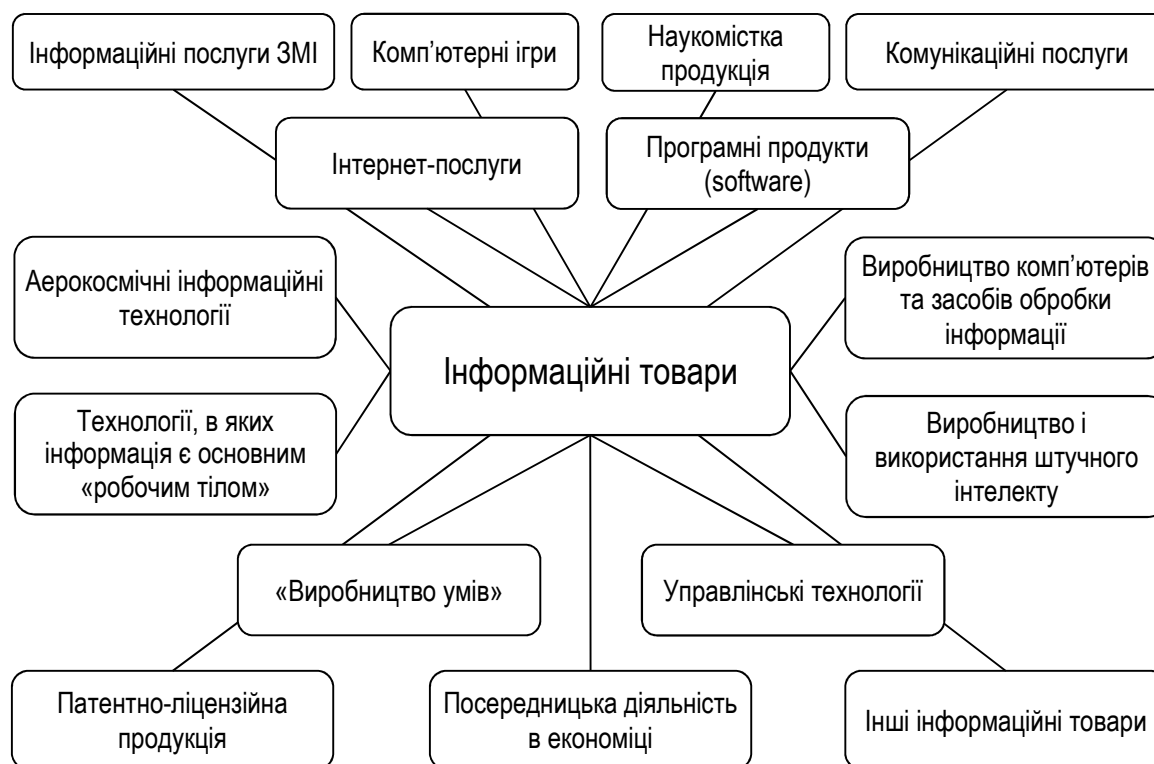 Інформаційні послуги ЗМІ
Комп’ютерні ігри
Наукомістка
продукція
Комунікаційні послуги
Інтернет-послуги
Програмні продукти
(software)
Аерокосмічні інформаційні
технології
Виробництво комп’ютерів
та засобів обробки
інформації
Інформаційні товари
Технології, в яких
інформація є основним
«робочим тілом»
Виробництво і
використання штучного
інтелекту
«Виробництво умів»
Управлінські технології
Патентно-ліцензійна
продукція
Посередницька діяльність
в економіці
Інші інформаційні товари